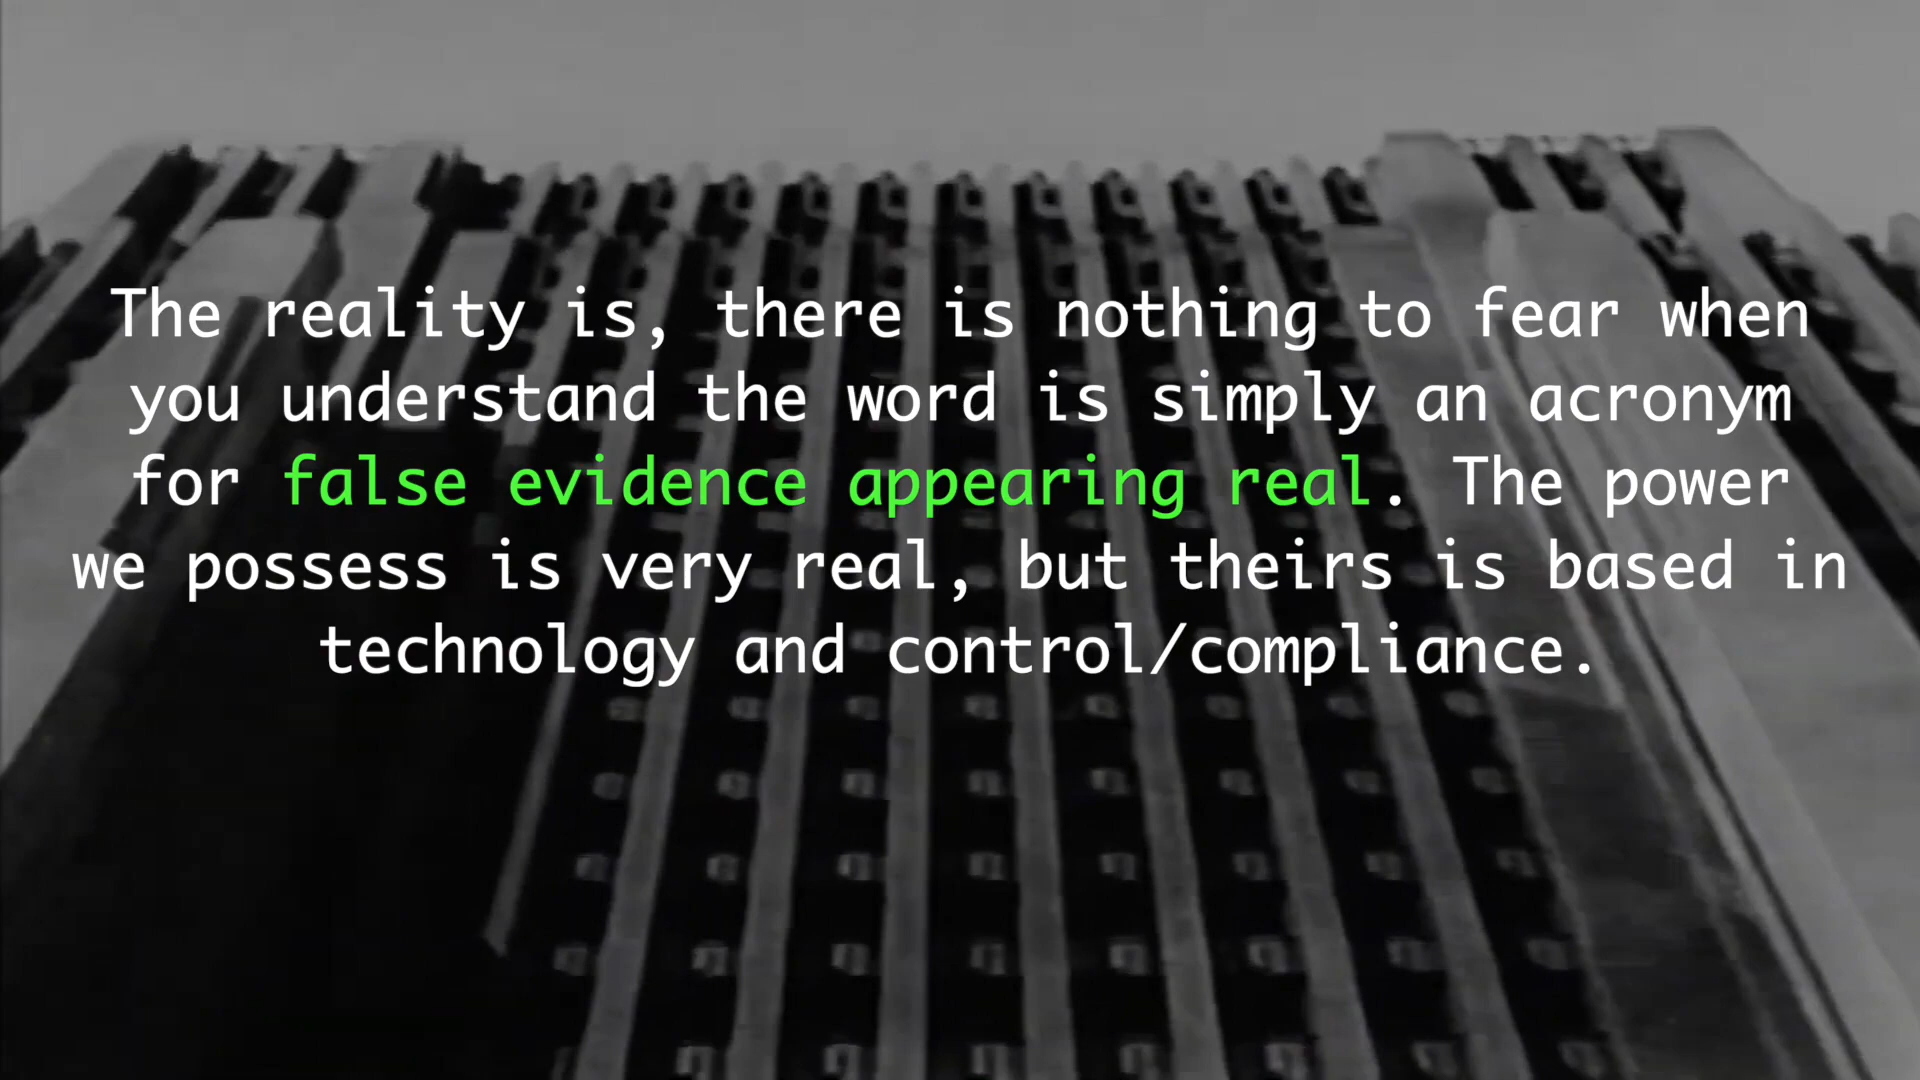 The reality is, there is nothing to fear when
you understand the word is simply an acronym
for false evidence appearing real. The power
we possess is very real, but theirs is based in
technology and control/compliance.